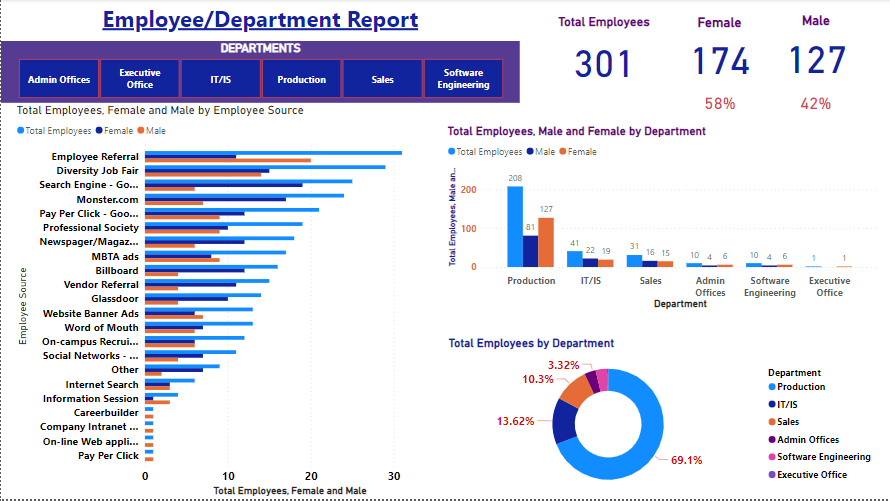 Employee/Department Report
DEPARTMENTS
Admin Offices
Executive
Office
IT/IS
Production
Sales
Software
Engineering
Total Employees
301
Female
174
58%
Male
127
42%
Total Employees, Female and Male by Employee Source
Total Employees Female Male
Employee Source
Employee Referral
Diversity Job Fair
Search Engine - Go...
Monster.com
Pay Per Click - Goo...
Professional Society
Newspager/Magaz...
MBTA ads
Billboard
Vendor Referral
Glassdoor
Website Banner Ads
Word of Mouth
On-campus Recrui...
Social Networks - ...
Other
Internet Search
Information Session
Careerbuilder
Company Intranet ...
On-line Web appli...
Pay Per Click
0 10 20 30
Total Employees, Female and Male
Total Employees, Male and Female by Department
Total Employees Male Female
Total Employees, Male an...
200
100
0
208 81 127
41 22 19
31 16 15
10 4 6
10 4 6
1 1
Production
IT/IS
Sales
Admin
Offices
Software
Engineering
Executive
Office
Department
Total Employees by Department
3.32%
10.3%
13.62%
69.1%
Department
Production
IT/IS
Sales
Admin Offices
Software Engineering
Executive Office